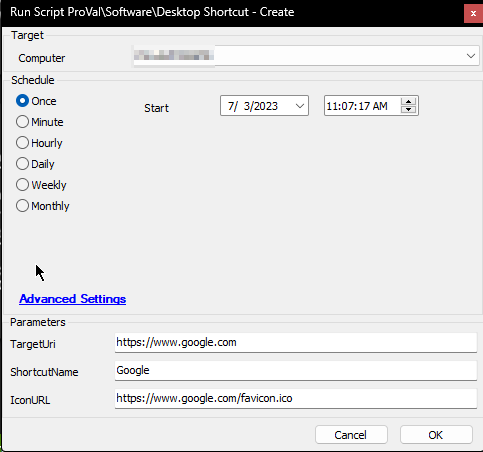 Run Script ProVal\Software\Desktop Shortcut - Create x
Target
Computer
Schedule
Once Start 7/ 3/2023 11:07:17 AM
Minute
Hourly
Daily
Weekly
Monthly
Advanced Settings
Parameters
TargetUri https://www.google.com
ShortcutName Google
IconURL https://www.google.com/favicon.ico
Cancel OK